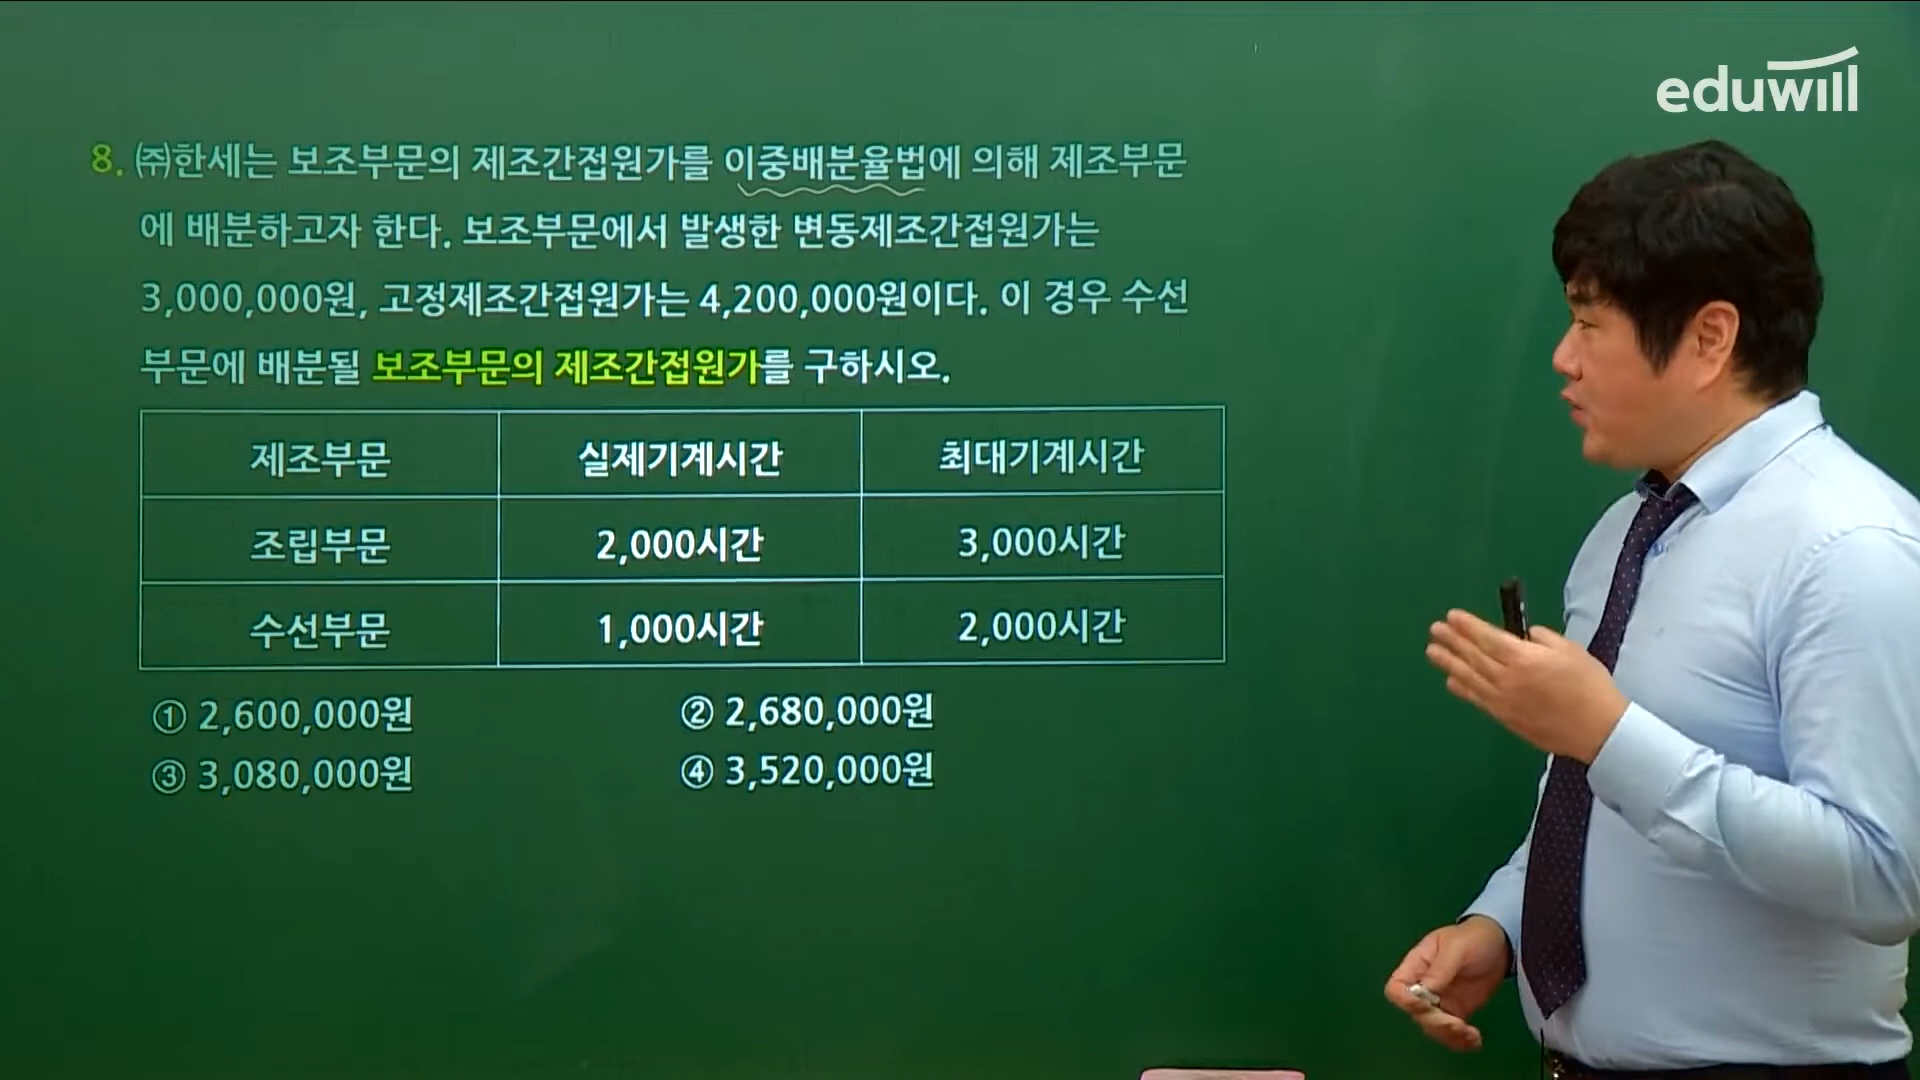 eduwill
8. ㈜한세는 보조부문의 제조간접원가를 이중배분율법에 의해 제조부문
에 배분하고자 한다. 보조부문에서 발생한 변동제조간접원가는
3,000,000원, 고정제조간접원가는 4,200,000원이다. 이 경우 수선
부문에 배분될 보조부문의 제조간접원가를 구하시오.
제조부문 실제기계시간 최대기계시간
조립부문 2,000시간 3,000시간
수선부문 1,000시간 2,000시간
① 2,600,000원 ② 2,680,000원
③ 3,080,000원 ④ 3,520,000원